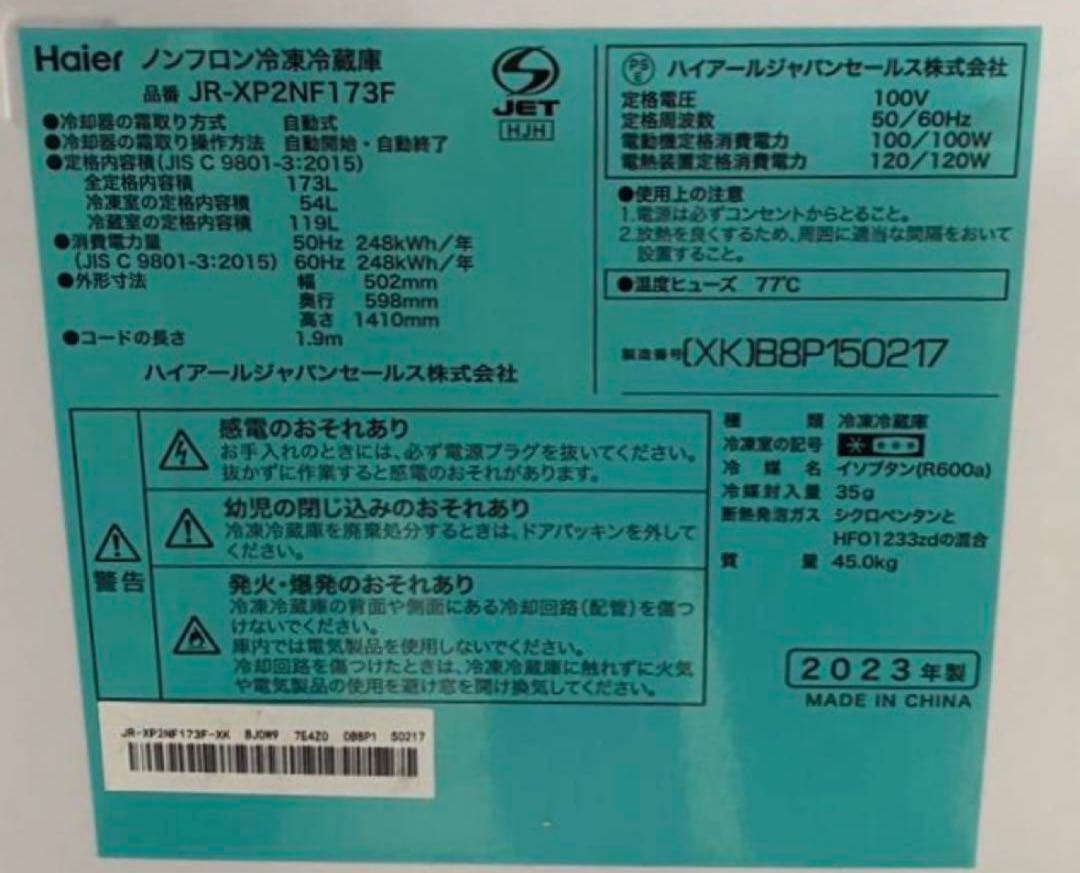 Haier ノンフロン冷凍冷蔵庫
品番 JR-XP2NF173F
●冷却器の霜取り方式 自動式
●冷却器の霜取り操作方法 自動開始・自動終了
●定格内容積(JIS C 9801-3:2015)
全定格内容積 173L
冷凍室の定格内容積 54L
冷蔵室の定格内容積 119L
●消費電力量 50Hz 248kWh/年
(JIS C 9801-3:2015) 60Hz 248kWh/年
●外形寸法 幅 502mm
奥行 598mm
高さ 1410mm
●コードの長さ 1.9m
ハイアールジャパンセールス株式会社
JET
HJH
PSE ハイアールジャパンセールス株式会社
定格電圧 100V
定格周波数 50/60Hz
電動機定格消費電力 100/100W
電熱装置定格消費電力 120/120W
●使用上の注意
1.電源は必ずコンセントからとること。
2.放熱を良くするため、周囲に適当な間隔をおいて
設置すること。
●温度ヒューズ 77℃
製造番号(XK)B8P150217
警告
感電のおそれあり
お手入れのときには、必ず電源プラグを抜いてください。
抜かずに作業すると感電のおそれがあります。
幼児の閉じ込みのおそれあり
冷凍冷蔵庫を廃棄処分するときは、ドアパッキンを外して
ください。
発火・爆発のおそれあり
冷凍冷蔵庫の背面や側面にある冷却回路(配管)を傷つ
けないでください。
庫内では電気製品を使用しないでください。
冷却回路を傷つけたときは、冷凍冷蔵庫に触れずに火気
や電気製品の使用を避け窓を開け換気してください。
種類 冷凍冷蔵庫
冷凍室の記号
冷媒名 イソブタン(R600a)
冷媒封入量 35g
断熱発泡ガス シクロペンタンと
HFO1233zdの混合
質量 45.0kg
2023年製
MADE IN CHINA
JR-XP2NF173F-XK BJ0W9 7E4Z0 DB8P1 50217